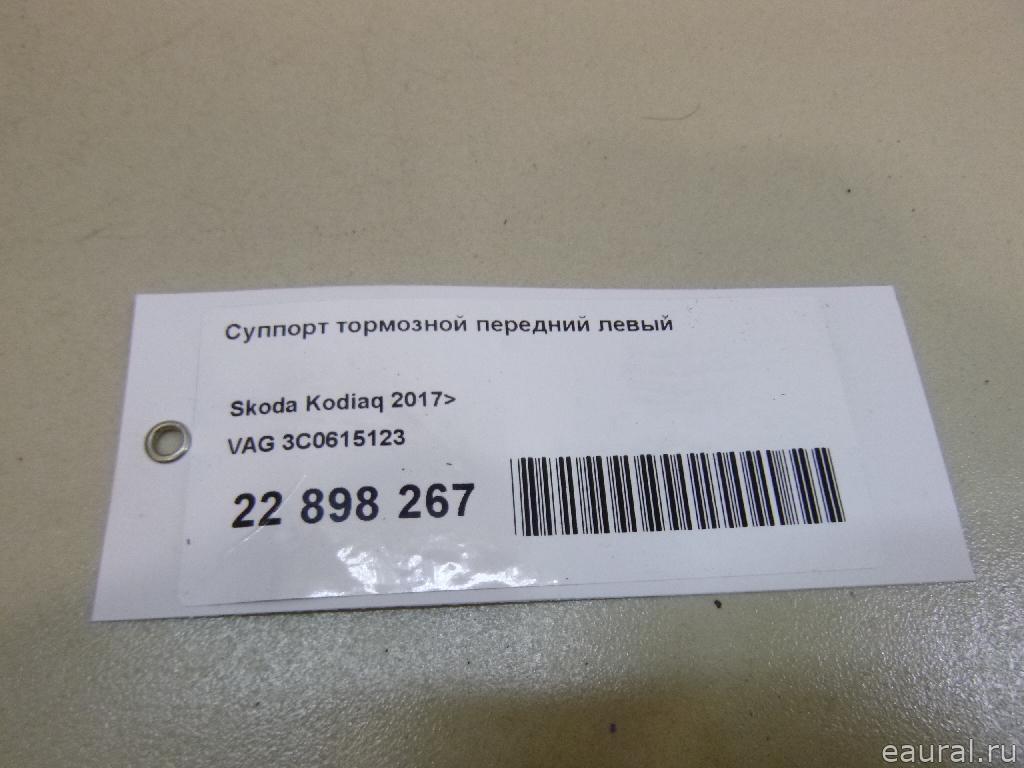 Суппорт тормозной передний левый
Skoda Kodiaq 2017>
VAG 3C0615123
22 898 267
eaural.ru